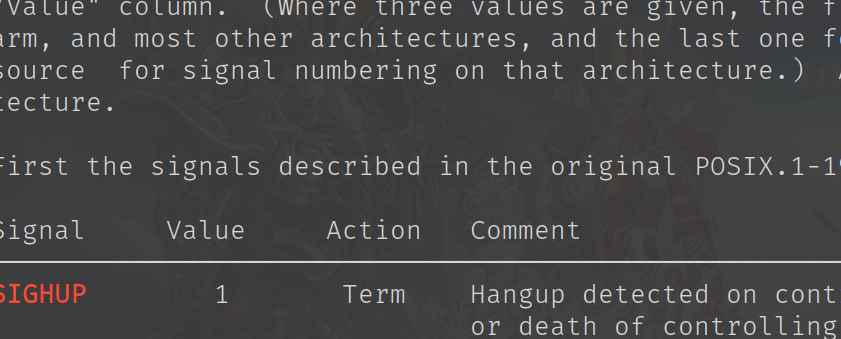 Value" column. (Where three values are given, the f
arm, and most other architectures, and the last one f
source for signal numbering on that architecture.)
tecture.
First the signals described in the original POSIX.1-19
Signal Value Action Comment
SIGHUP 1 Term Hangup detected on cont
or death of controlling